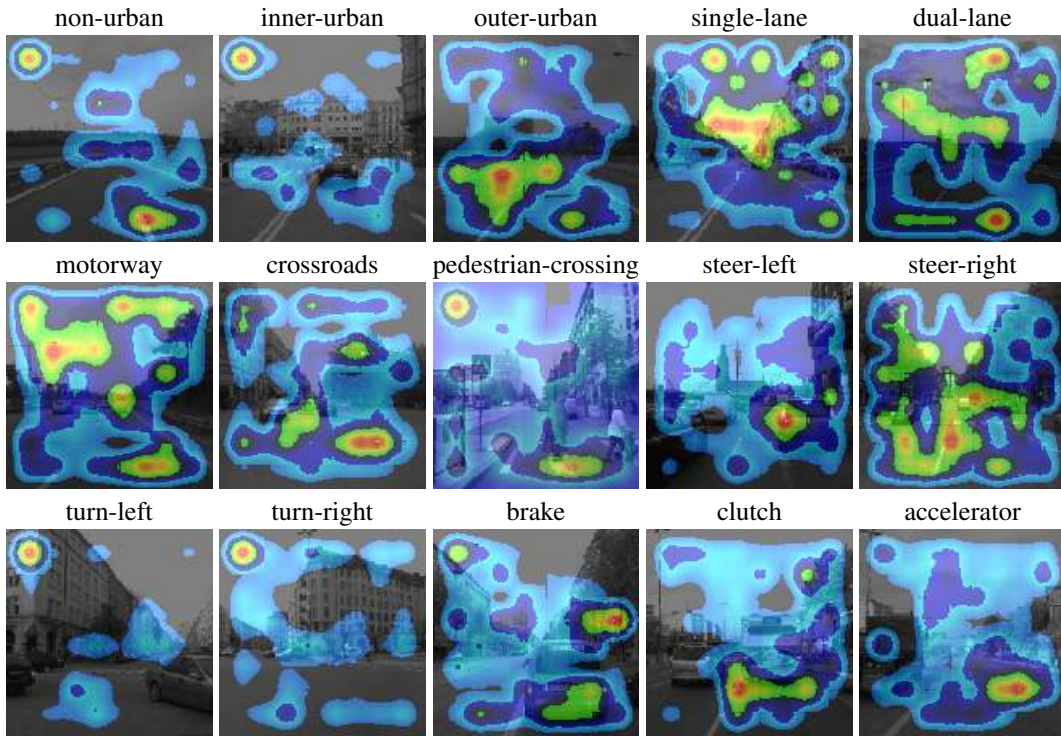 non-urban inner-urban outer-urban single-lane dual-lane
motorway crossroads pedestrian-crossing steer-left steer-right
turn-left turn-right brake clutch accelerator